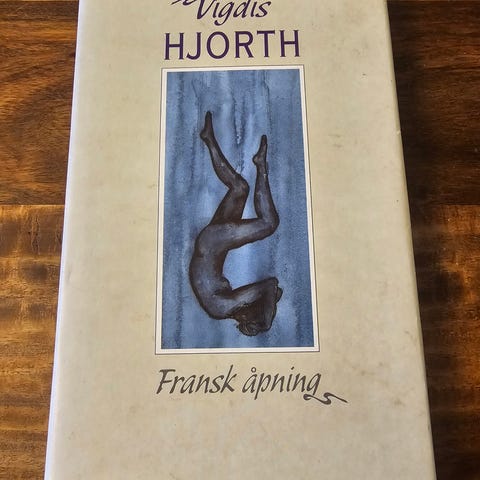 Vigdis
HJORTH
Fransk åpning